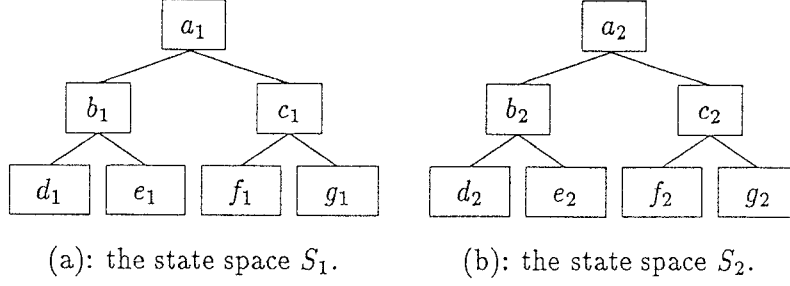 a₁ a₂
b₁ c₁ b₂ c₂
d₁ e₁ f₁ g₁ d₂ e₂ f₂ g₂
(a): the state space S₁. (b): the state space S₂.